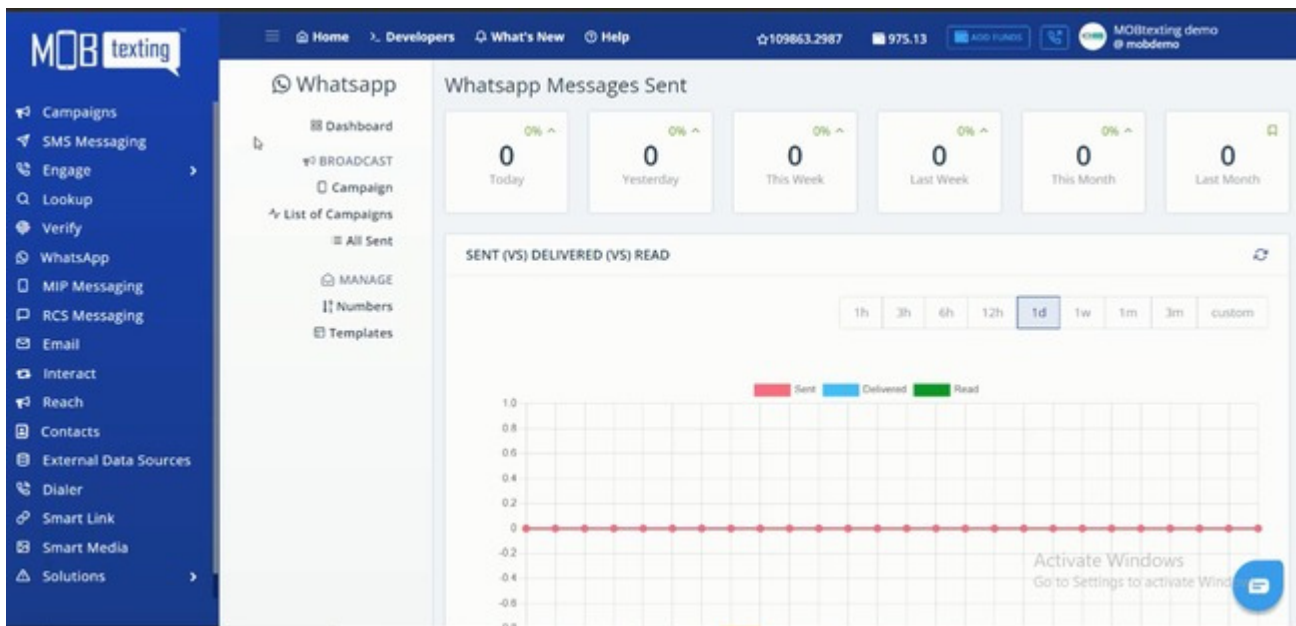 MOB texting
Home
Developers
What's New
Help
109863.2987
975.13
ADD FUNDS
MOBtexting demo
@ mobdemo
Campaigns
SMS Messaging
Engage
Lookup
Verify
WhatsApp
MIP Messaging
RCS Messaging
Email
Interact
Reach
Contacts
External Data Sources
Dialer
Smart Link
Smart Media
Solutions
Whatsapp
Dashboard
BROADCAST
Campaign
List of Campaigns
All Sent
MANAGE
Numbers
Templates
Whatsapp Messages Sent
0%
0
Today
0%
0
Yesterday
0%
0
This Week
0%
0
Last Week
0%
0
This Month
0
Last Month
SENT (VS) DELIVERED (VS) READ
1h 3h 6h 12h 1d 1w 1m 3m custom
Sent Delivered Read
1.0
0.8
0.6
0.4
0.2
0
-0.2
-0.4
-0.6
Activate Windows
Go to Settings to activate Wind